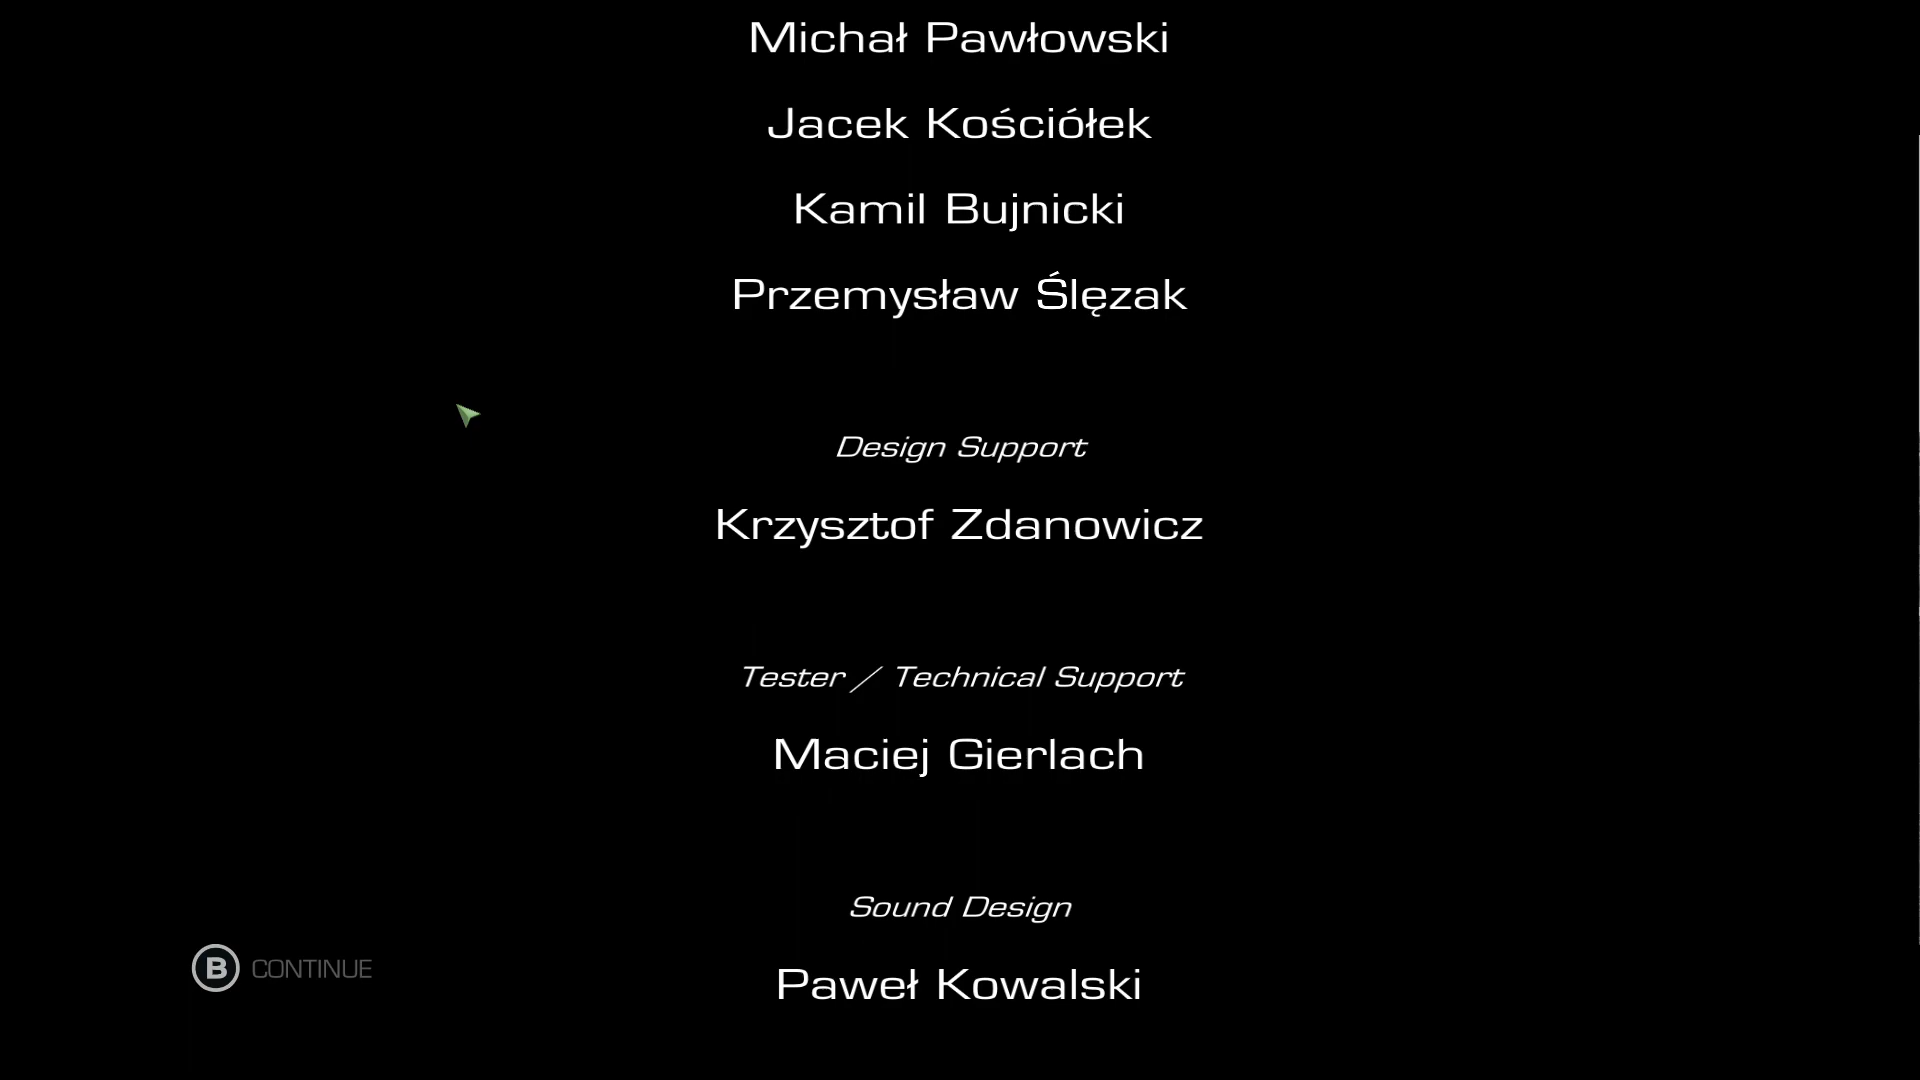 Michał Pawłowski
Jacek Kościółek
Kamil Bujnicki
Przemysław Ślęzak
Design Support
Krzysztof Zdanowicz
Tester / Technical Support
Maciej Gierlach
Sound Design
B CONTINUE
Paweł Kowalski